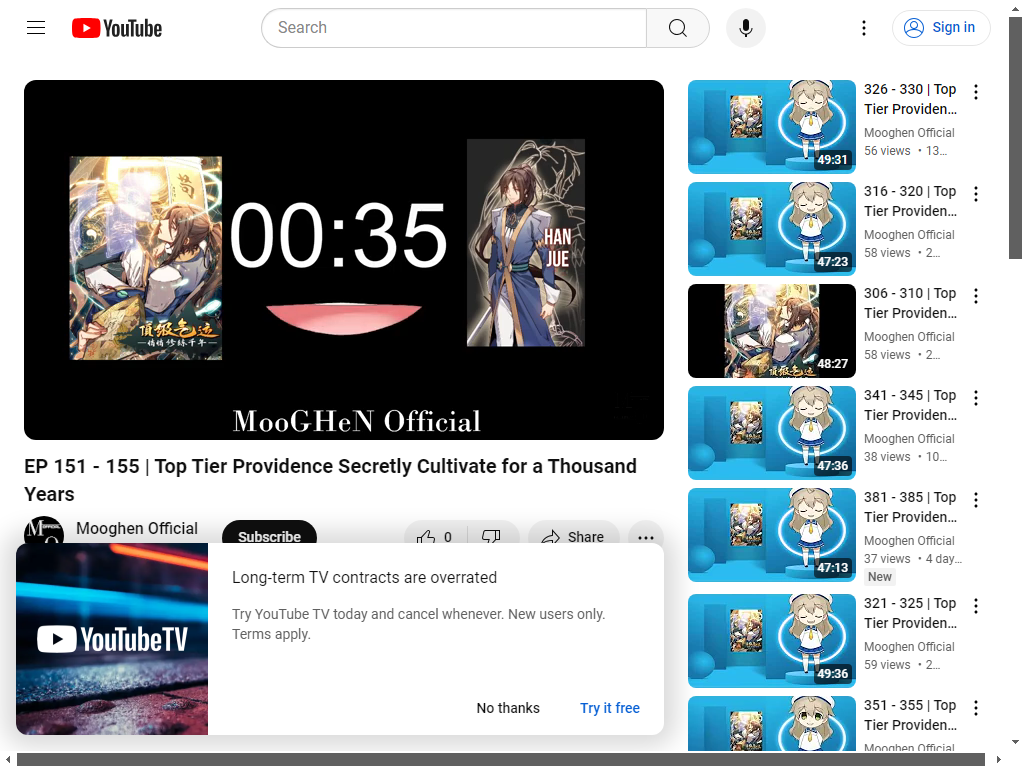 YouTube
Search
Sign in
00:35
HAN
JUE
MooGHeN Official
EP 151 - 155 | Top Tier Providence Secretly Cultivate for a Thousand
Years
Mooghen Official
Subscribe
0
Share
YouTubeTV
Long-term TV contracts are overrated
Try YouTube TV today and cancel whenever. New users only.
Terms apply.
No thanks
Try it free
49:31
326 - 330 | Top
Tier Providen…
Mooghen Official
56 views • 13…
47:23
316 - 320 | Top
Tier Providen…
Mooghen Official
58 views • 2…
48:27
306 - 310 | Top
Tier Providen…
Mooghen Official
58 views • 2…
47:36
341 - 345 | Top
Tier Providen…
Mooghen Official
38 views • 10…
47:13
381 - 385 | Top
Tier Providen…
Mooghen Official
37 views • 4 day…
New
49:36
321 - 325 | Top
Tier Providen…
Mooghen Official
59 views • 2…
351 - 355 | Top
Tier Providen…
Mooghen Official